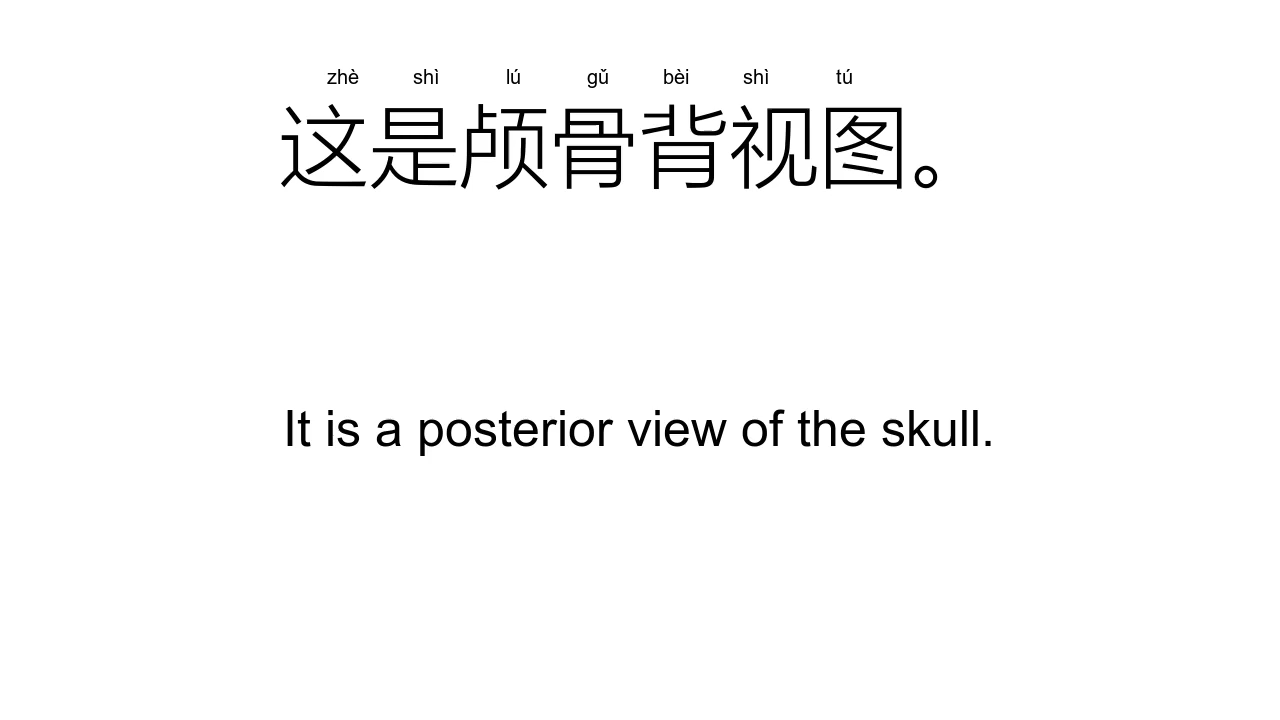 zhè shì lú gǔ bèi shì tú
这是颅骨背视图。
It is a posterior view of the skull.